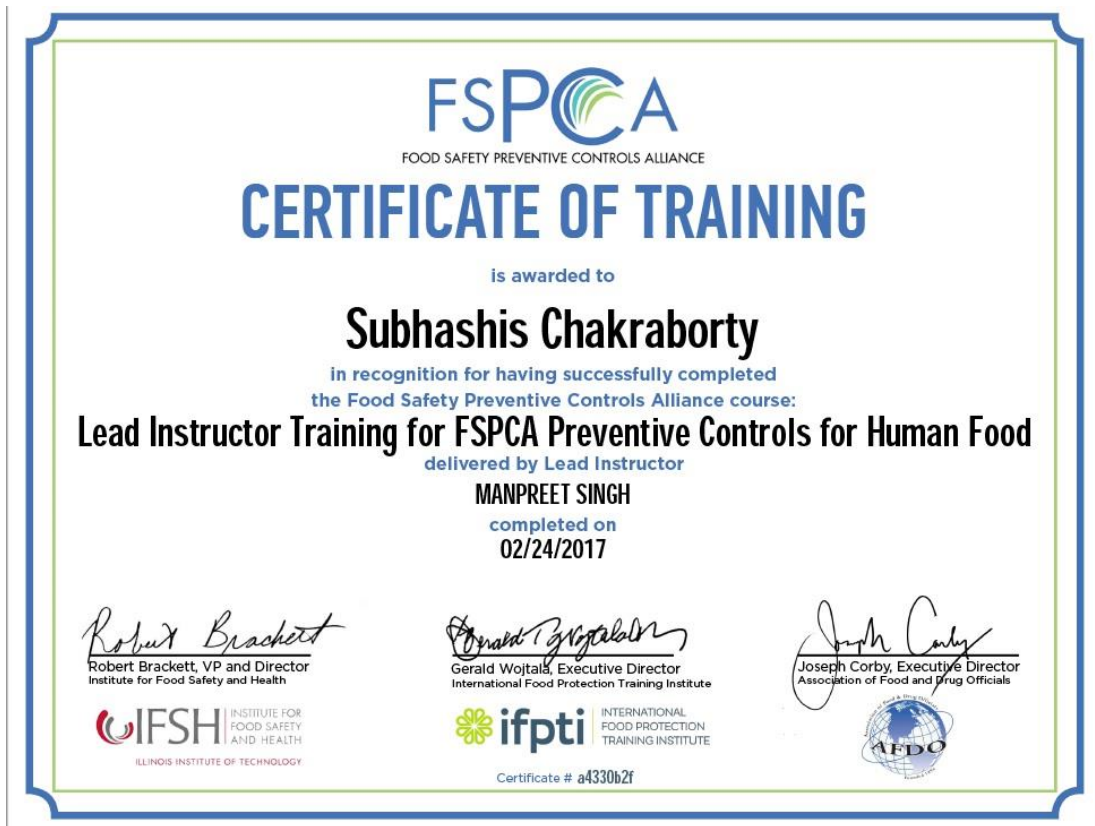 FSPCA
FOOD SAFETY PREVENTIVE CONTROLS ALLIANCE
CERTIFICATE OF TRAINING
is awarded to
Subhashis Chakraborty
in recognition for having successfully completed
the Food Safety Preventive Controls Alliance course:
Lead Instructor Training for FSPCA Preventive Controls for Human Food
delivered by Lead Instructor
MANPREET SINGH
completed on
02/24/2017
Robert Brackett
Robert Brackett, VP and Director
Institute for Food Safety and Health
IFSH
INSTITUTE FOR
FOOD SAFETY
AND HEALTH
ILLINOIS INSTITUTE OF TECHNOLOGY
Gerald Wojtala, Executive Director
International Food Protection Training Institute
ifpti
INTERNATIONAL
FOOD PROTECTION
TRAINING INSTITUTE
Joseph Corby
Joseph Corby, Executive Director
Association of Food and Drug Officials
Association of Food & Drug Officials
AFDO
Certificate # a4330b2f